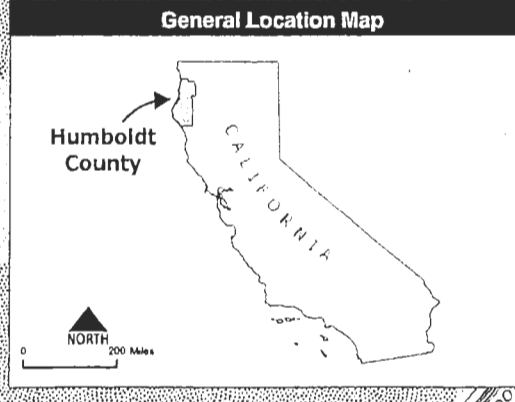 General Location Map
Humboldt
County
CALIFORNIA
NORTH
0 200 Miles